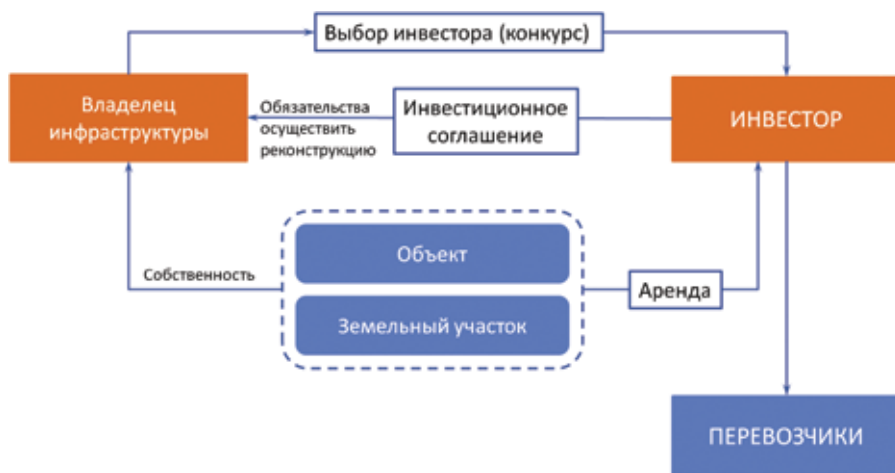 Выбор инвестора (конкурс)
Владелец
инфраструктуры
Обязательства
осуществить
реконструкцию
Инвестиционное
соглашение
ИНВЕСТОР
Объект
Собственность
Аренда
Земельный участок
ПЕРЕВОЗЧИКИ